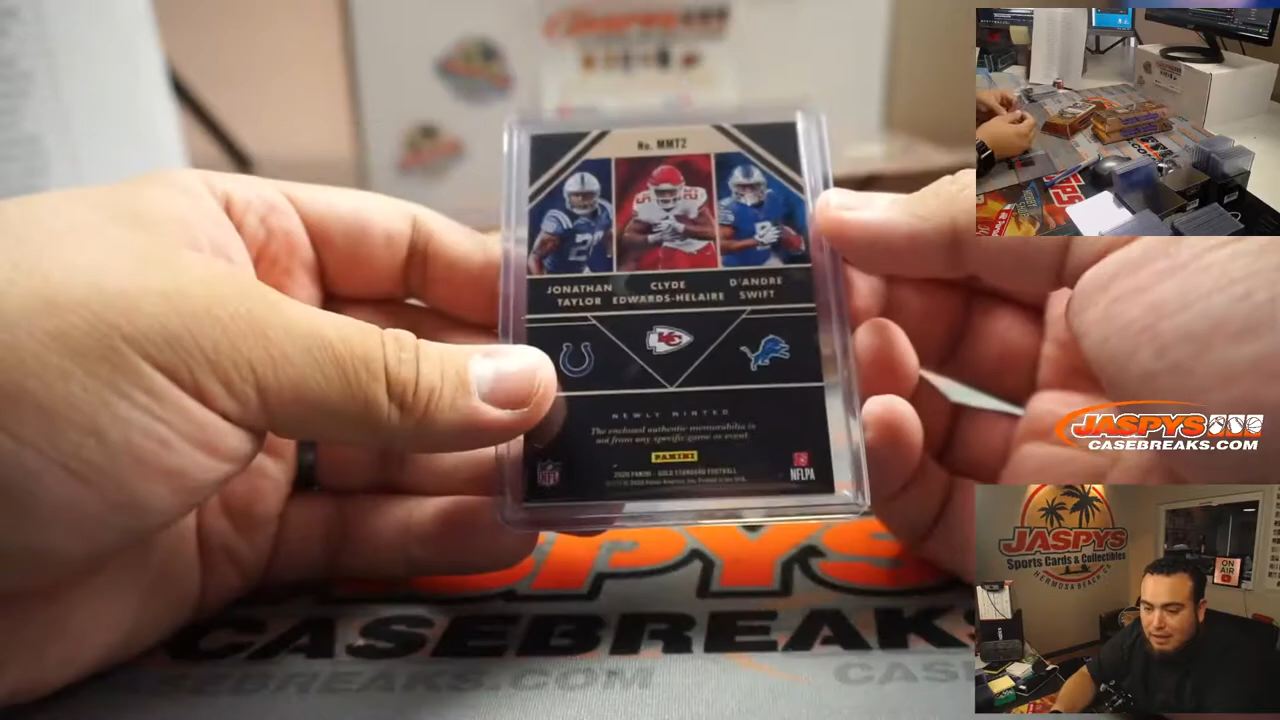 No. MMT2
JONATHAN TAYLOR
CLYDE EDWARDS-HELAIRE
D'ANDRE SWIFT
NEWLY MINTED
The enclosed authentic memorabilia is
not from any specific game or event.
PANINI
2020 PANINI - GOLD STANDARD FOOTBALL
NFL
NFLPA
JASPYS
CASEBREAKS.COM
JASPYS
Sports Cards & Collectibles
HERMOSA BEACH, CA
ON
AIR
JASPYS
CASEBREAKS
CASEBREAKS.COM
CASE